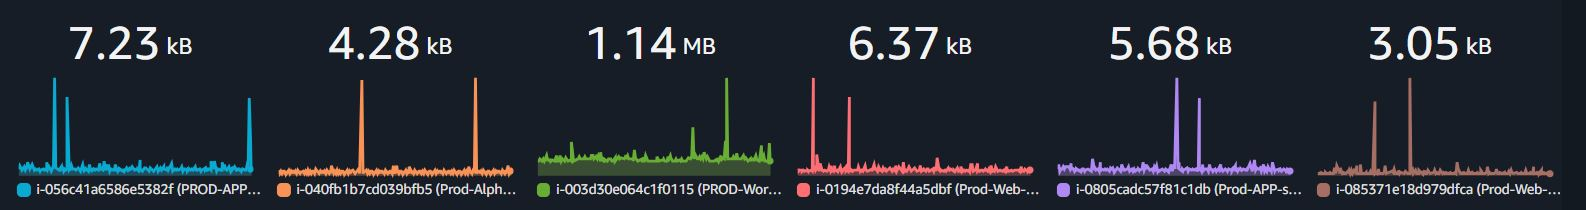 7.23 kB
4.28 kB
1.14 MB
6.37 kB
5.68 kB
3.05 kB
i-056c41a6586e5382f (PROD-APP...
i-040fb1b7cd039bfb5 (Prod-Alph...
i-003d30e064c1f0115 (PROD-Wor...
i-0194e7da8f44a5dbf (Prod-Web-...
i-0805cadc57f81c1db (Prod-APP-s...
i-085371e18d979dfca (Prod-Web-...